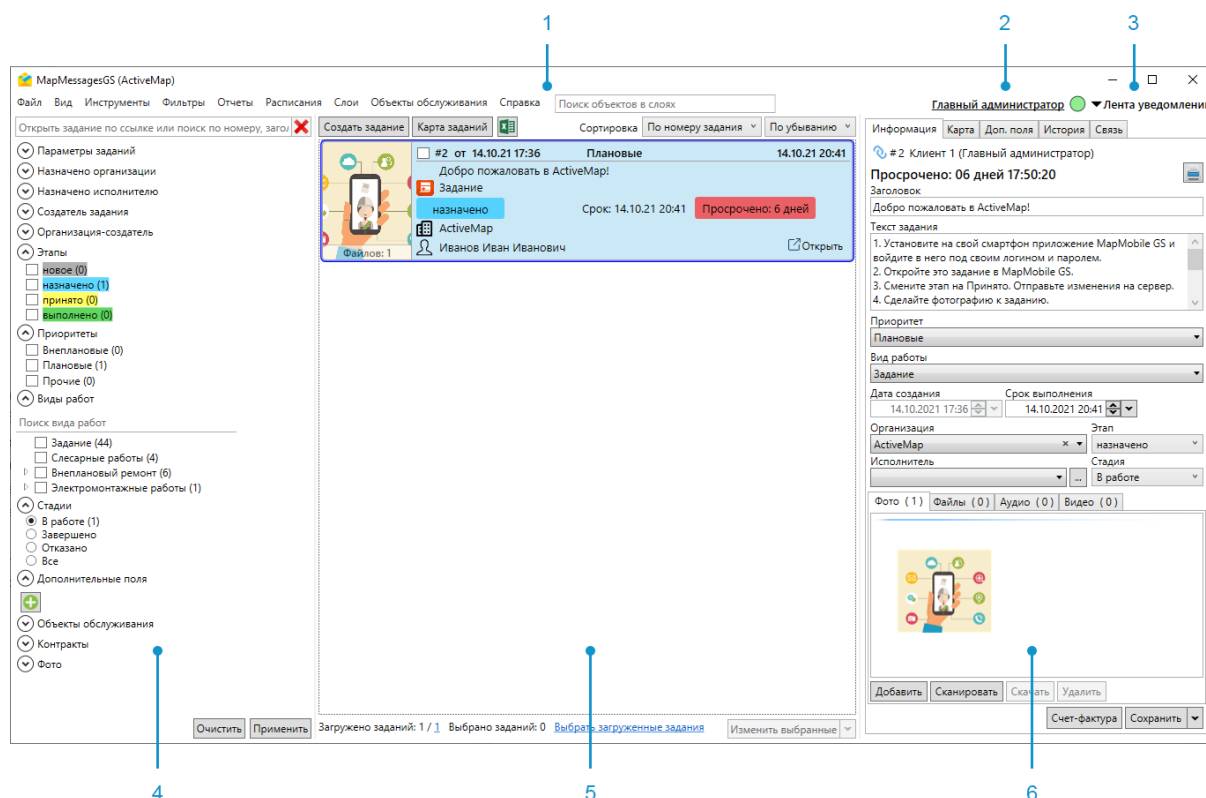 1
2
3
MapMessagesGS (ActiveMap)
Файл Вид Инструменты Фильтры Отчеты Расписания Слои Объекты обслуживания Справка Поиск объектов в слоях
Главный администратор Лента уведомлени
Открыть задание по ссылке или поиск по номеру, заго
Создать задание Карта заданий Сортировка По номеру задания По убыванию
Информация Карта Доп. поля История Связь
Параметры заданий
Назначено организации
Назначено исполнителю
Создатель задания
Организация-создатель
Этапы
новое (0)
назначено (1)
принято (0)
выполнено (0)
Приоритеты
Внеплановые (0)
Плановые (1)
Прочие (0)
Виды работ
Поиск вида работ
Задание (44)
Слесарные работы (4)
Внеплановый ремонт (6)
Электромонтажные работы (1)
Стадии
В работе (1)
Завершено
Отказано
Все
Дополнительные поля
Объекты обслуживания
Контракты
Фото
Очистить Применить
#2 от 14.10.21 17:36 Плановые 14.10.21 20:41
Добро пожаловать в ActiveMap!
Задание
назначено Срок: 14.10.21 20:41 Просрочено: 6 дней
ActiveMap
Иванов Иван Иванович Открыть
Файлов: 1
Загружено заданий: 1 / 1 Выбрано заданий: 0 Выбрать загруженные задания Изменить выбранные
#2 Клиент 1 (Главный администратор)
Просрочено: 06 дней 17:50:20
Заголовок
Добро пожаловать в ActiveMap!
Текст задания
1. Установите на свой смартфон приложение MapMobile GS и
войдите в него под своим логином и паролем.
2. Откройте это задание в MapMobile GS.
3. Смените этап на Принято. Отправьте изменения на сервер.
4. Сделайте фотографию к заданию.
Приоритет
Плановые
Вид работы
Задание
Дата создания Срок выполнения
14.10.2021 17:36 14.10.2021 20:41
Организация Этап
ActiveMap назначено
Исполнитель Стадия
... В работе
Фото (1) Файлы (0) Аудио (0) Видео (0)
Добавить Сканировать Скачать Удалить
Счет-фактура Сохранить
4
5
6